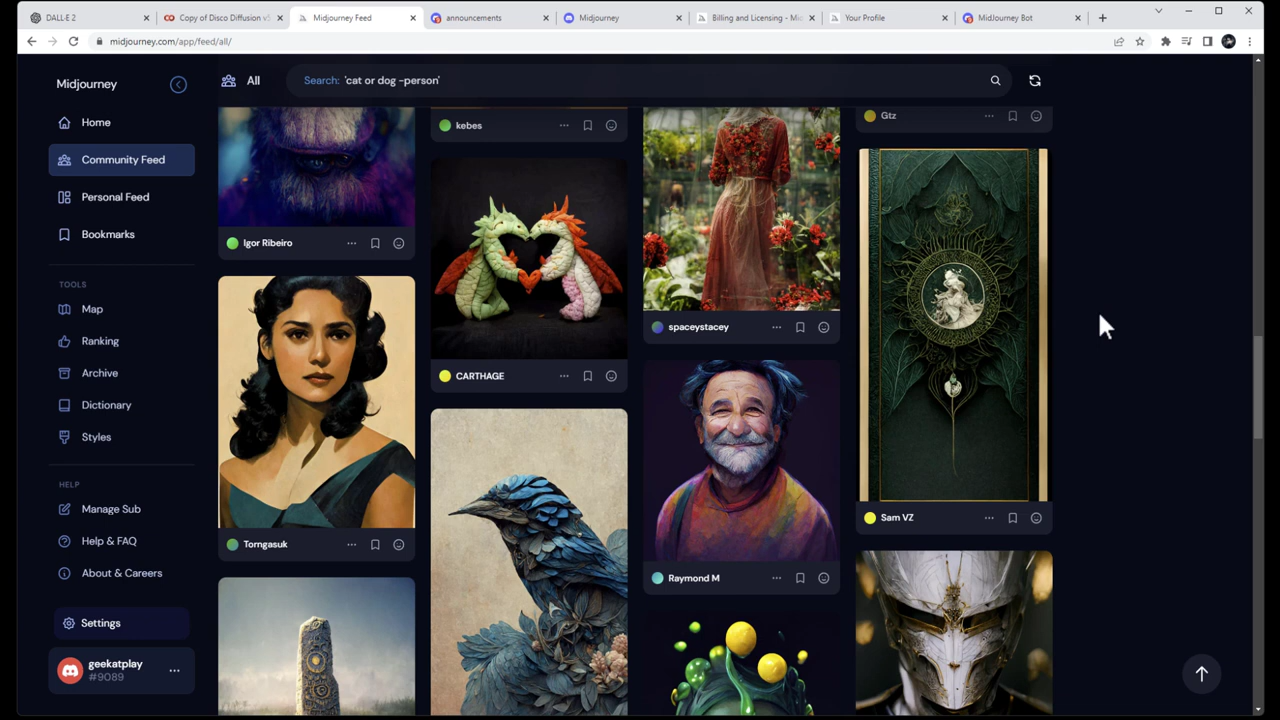 DALL·E 2
Copy of Disco Diffusion v5
Midjourney Feed
announcements
Midjourney
Billing and Licensing - Mid
Your Profile
MidJourney Bot
midjourney.com/app/feed/all/
Midjourney
All
Search: 'cat or dog -person'
Home
Community Feed
Personal Feed
Bookmarks
TOOLS
Map
Ranking
Archive
Dictionary
Styles
HELP
Manage Sub
Help & FAQ
About & Careers
Settings
geekatplay
#9089
Igor Ribeiro
Torngasuk
kebes
CARTHAGE
spaceystacey
Raymond M
Gtz
Sam VZ